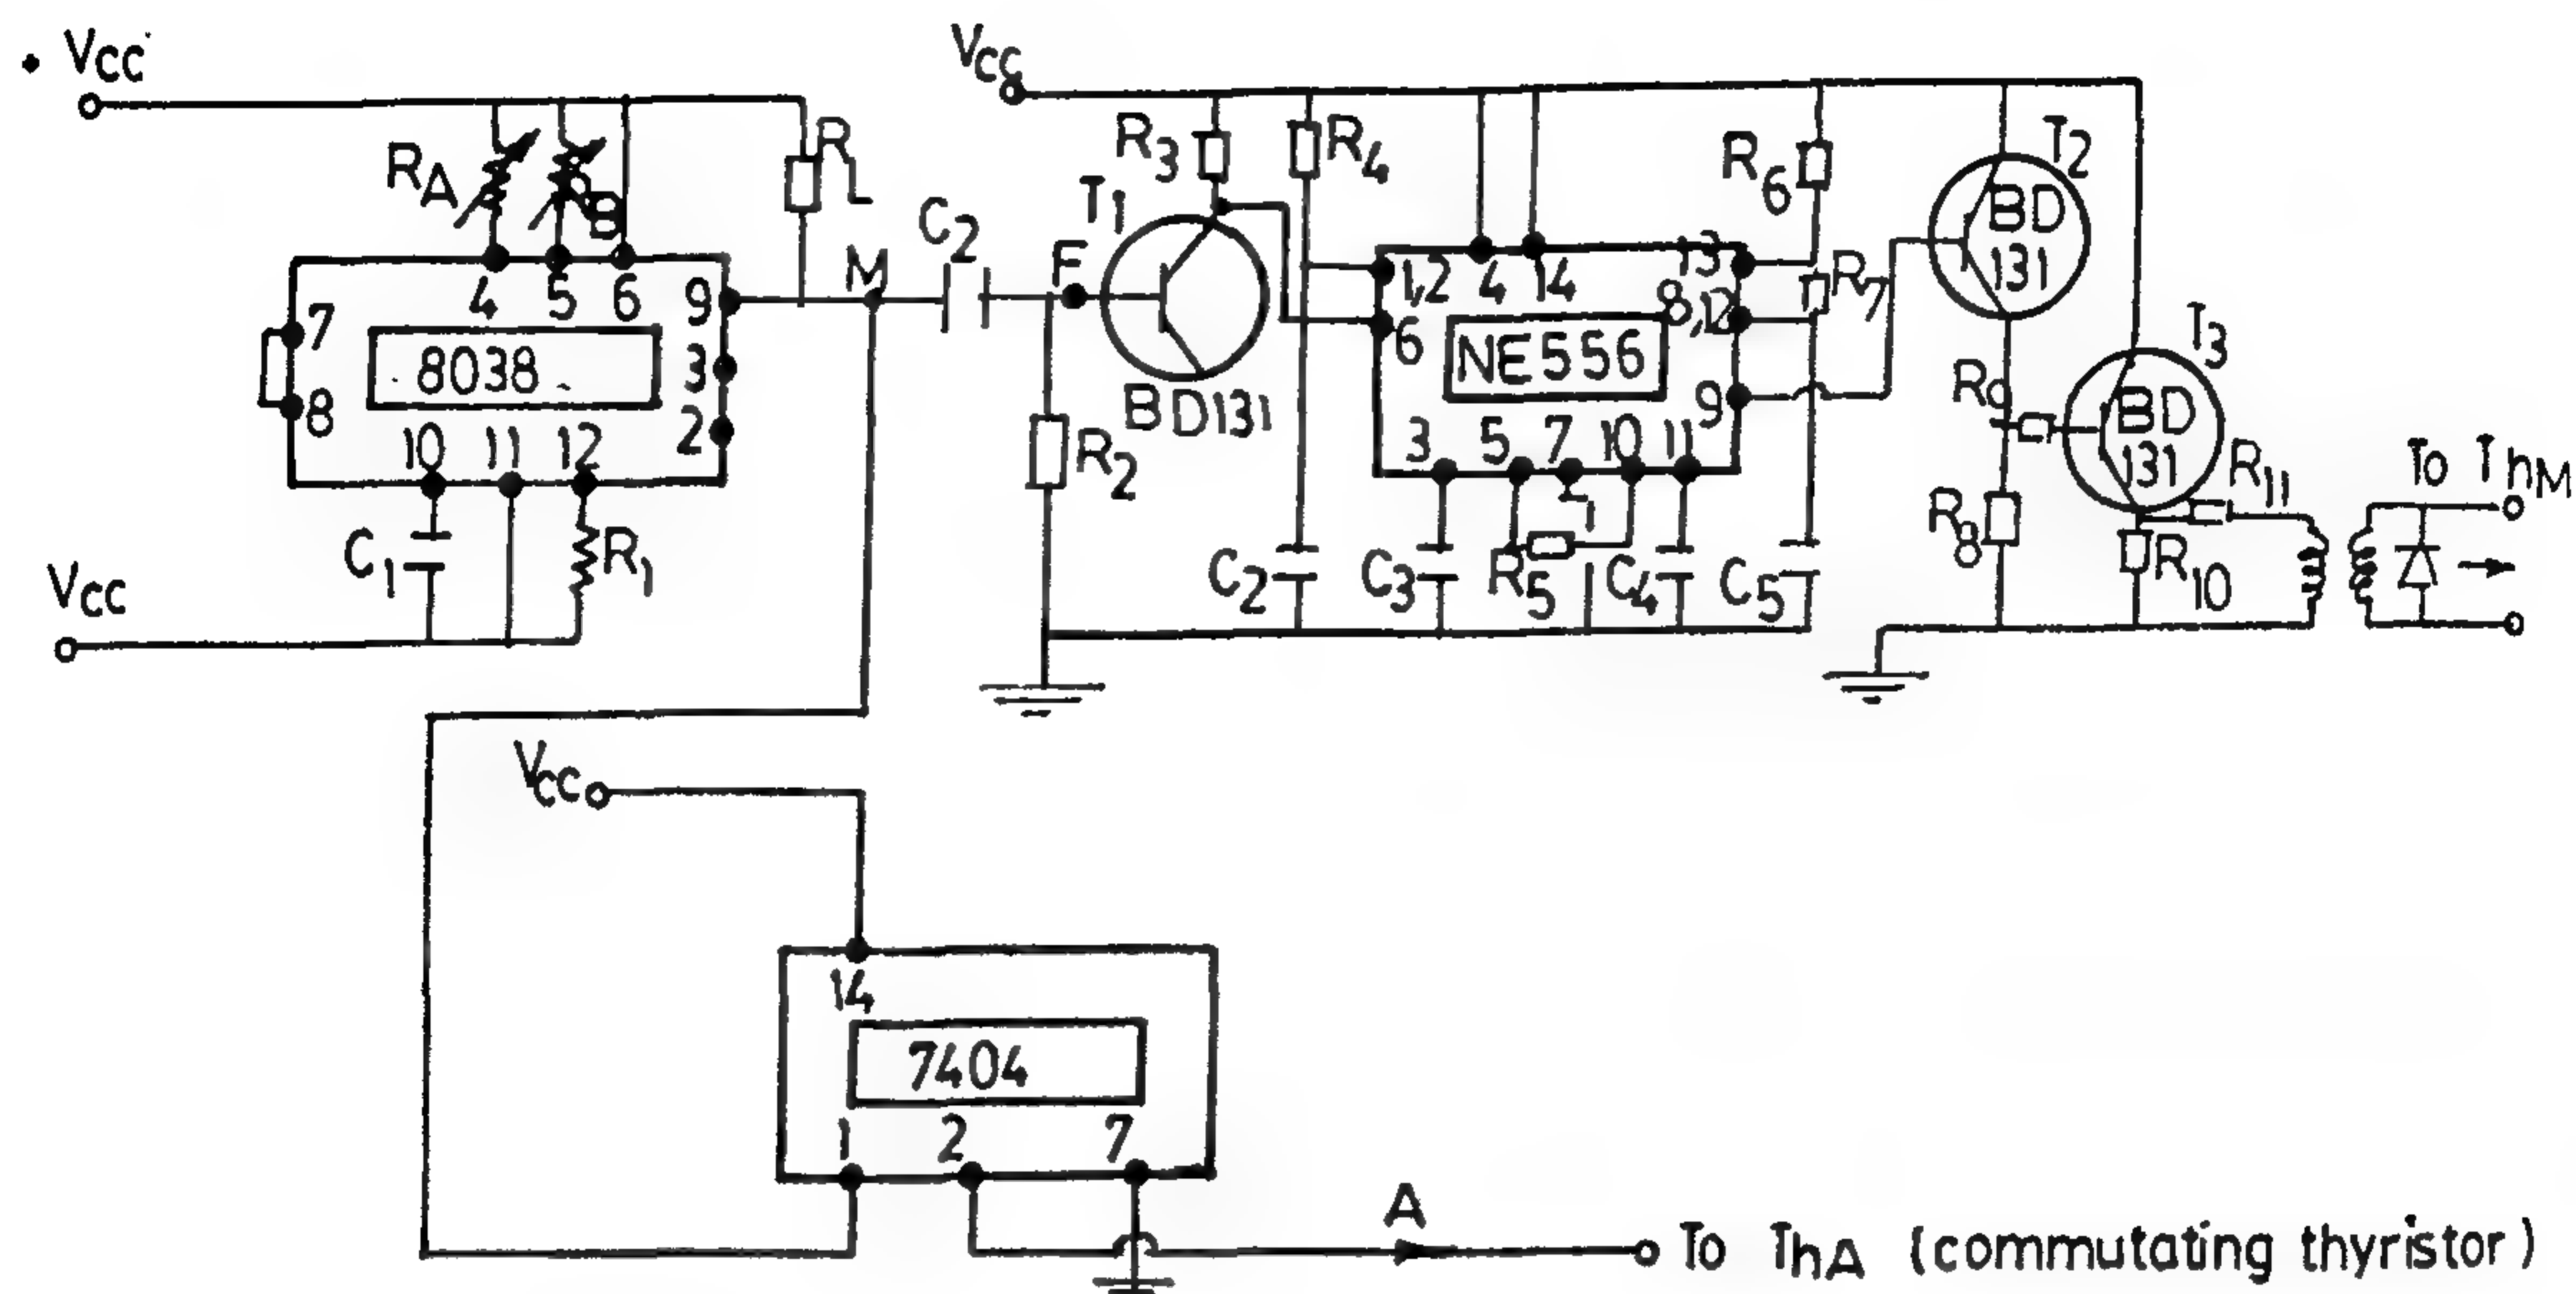 VCC
RA
RB
RL
4 5 6
7
8
8038
9
3
2
10 11 12
C1
R1
VCC
M
C2
F
T1
BD131
R2
VCC
R3
R4
1,2
6
4 14
13
8,12
9
NE556
3 5 7 10 11
C2
C3
R5
C4
C5
R6
R7
T2
BD
131
R9
R8
T3
BD
131
R11
R10
To ThM
VCC
14
7404
1 2 7
A
To ThA (commutating thyristor)